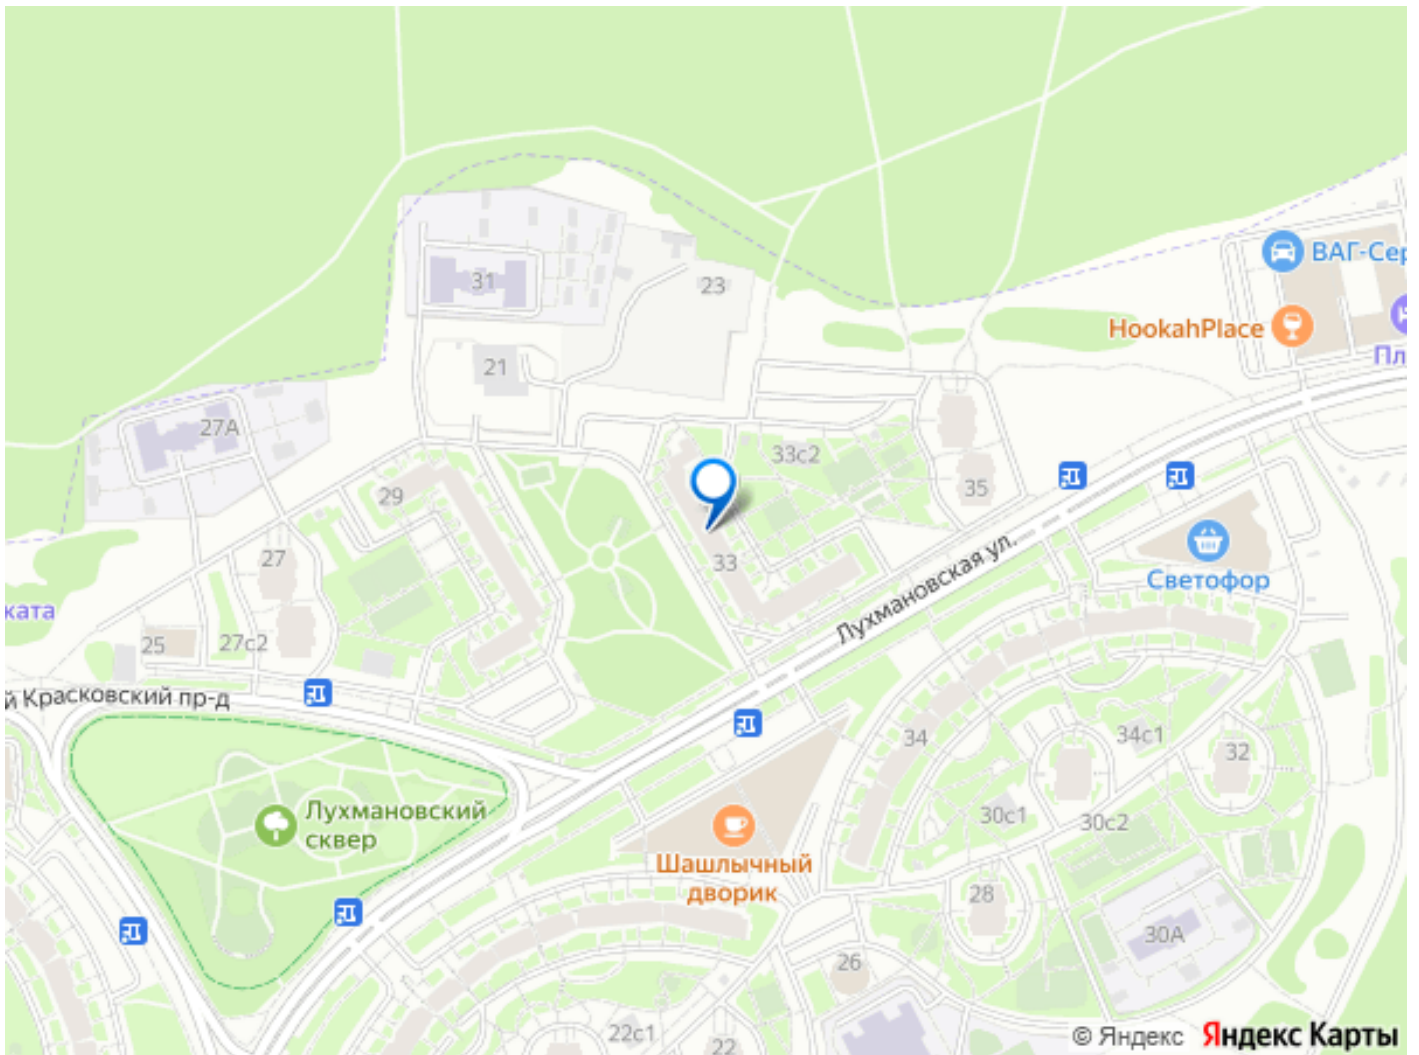 ВАГ-Сер
HookahPlace
Пл
31
23
21
27А
29
33с2
35
27
33
Лухмановская ул.
Светофор
ката
25
27с2
й Красковский пр-д
34
34с1
32
Лухмановский
сквер
30с1
30с2
Шашлычный
дворик
28
30А
26
22с1
22
© Яндекс
Яндекс Карты